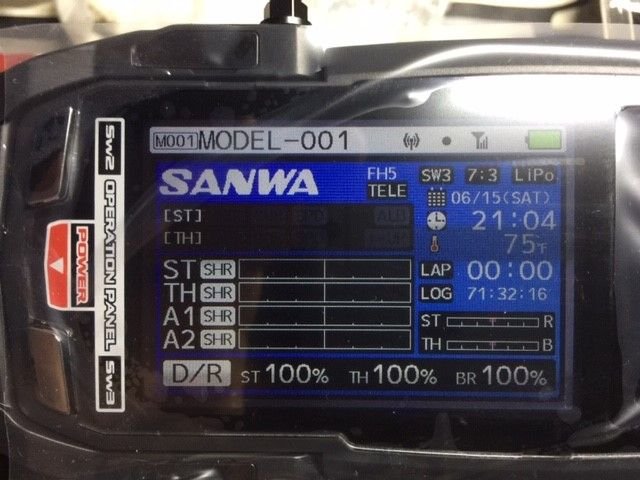 M001 MODEL-001
SANWA
FH5
TELE
SW3 7:3 LiPo
06/15(SAT)
21:04
75°F
[ST]
[TH]
ST SHR
TH SHR
A1 SHR
A2 SHR
LAP 00:00
LOG 71:32:16
ST R
TH B
D/R ST 100% TH 100% BR 100%
SW2 OPERATION PANEL SW3
POWER